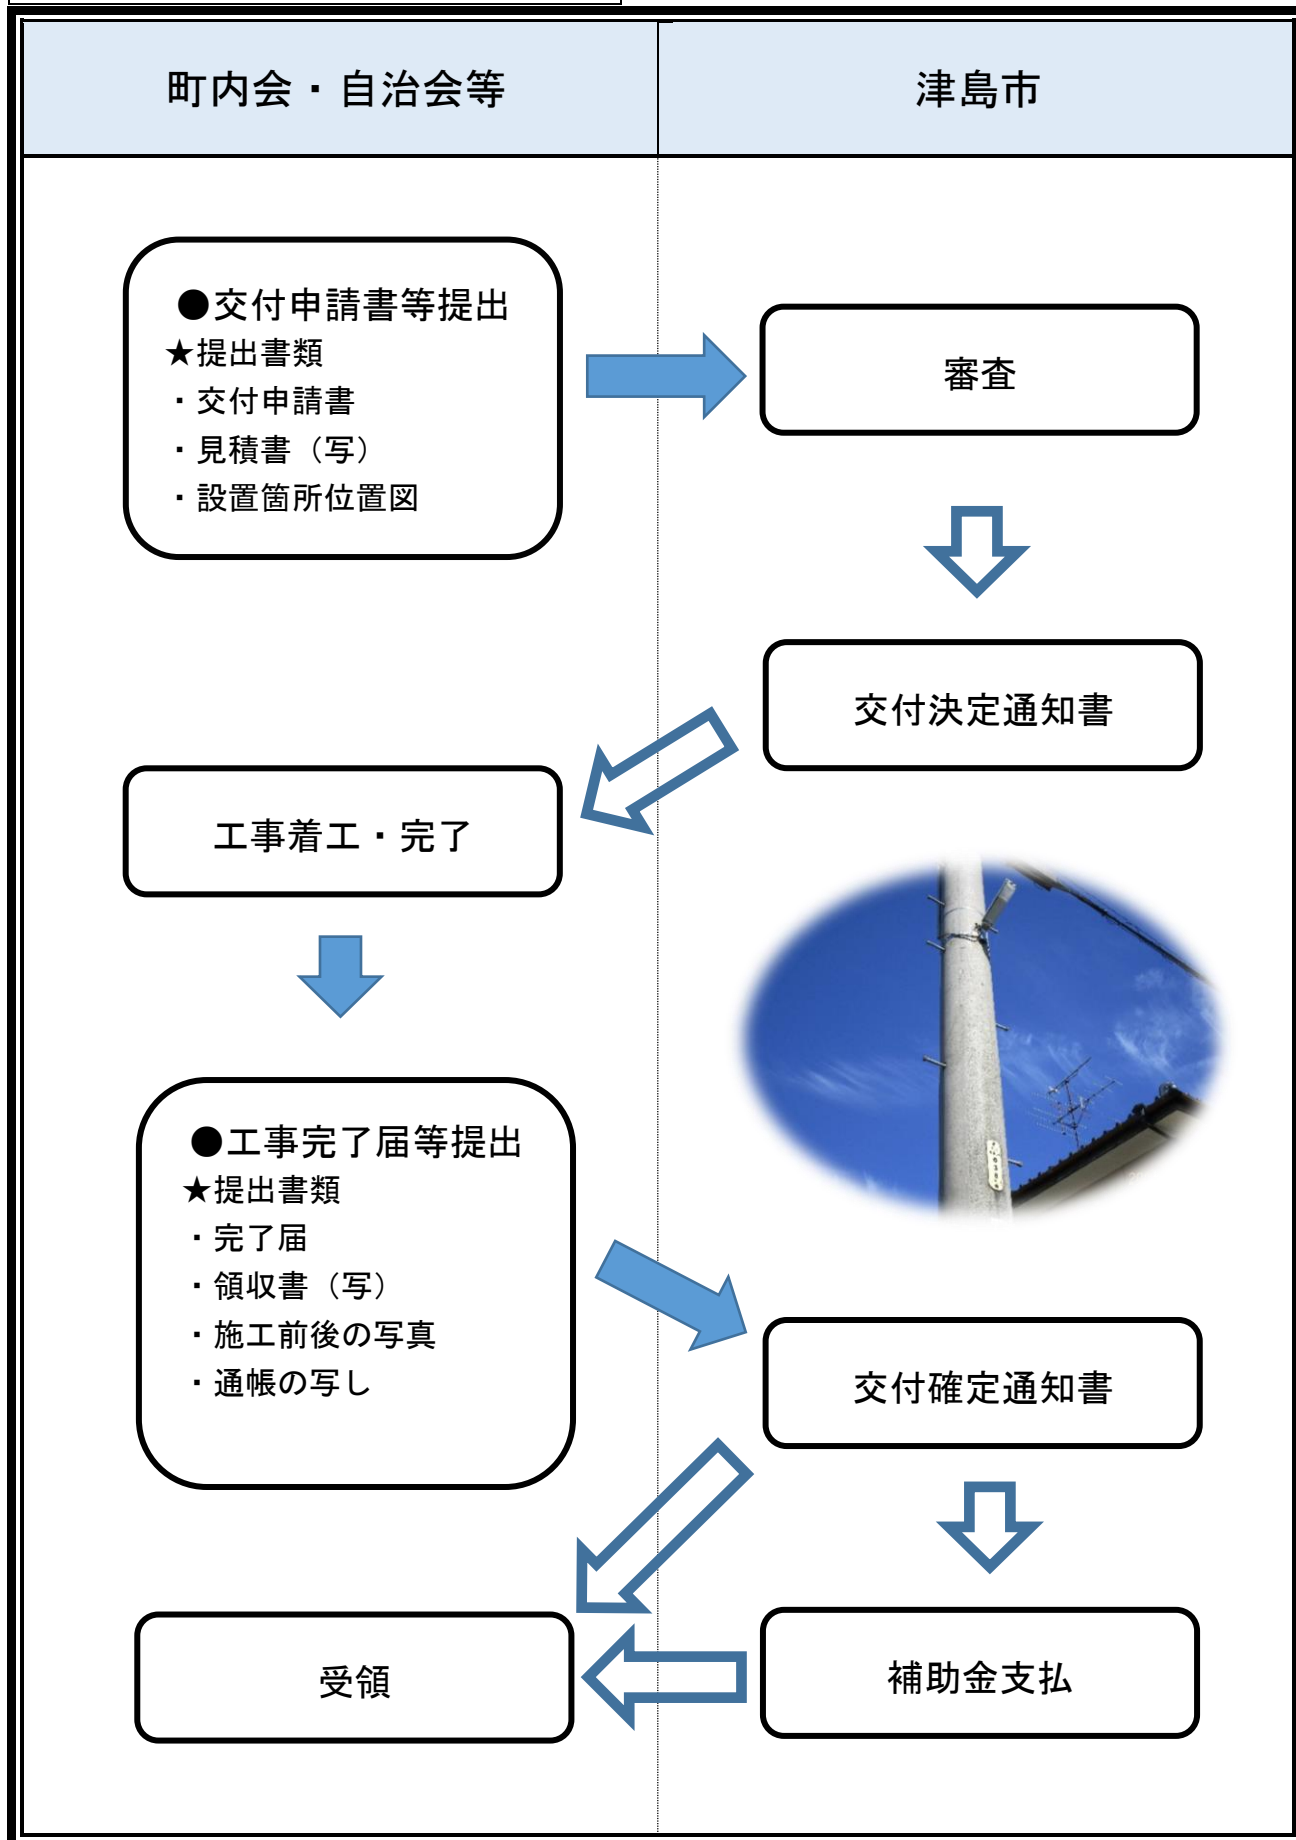 町内会・自治会等
津島市
●交付申請書等提出
★提出書類
・交付申請書
・見積書（写）
・設置箇所位置図
審査
交付決定通知書
工事着工・完了
●工事完了届等提出
★提出書類
・完了届
・領収書（写）
・施工前後の写真
・通帳の写し
交付確定通知書
受領
補助金支払